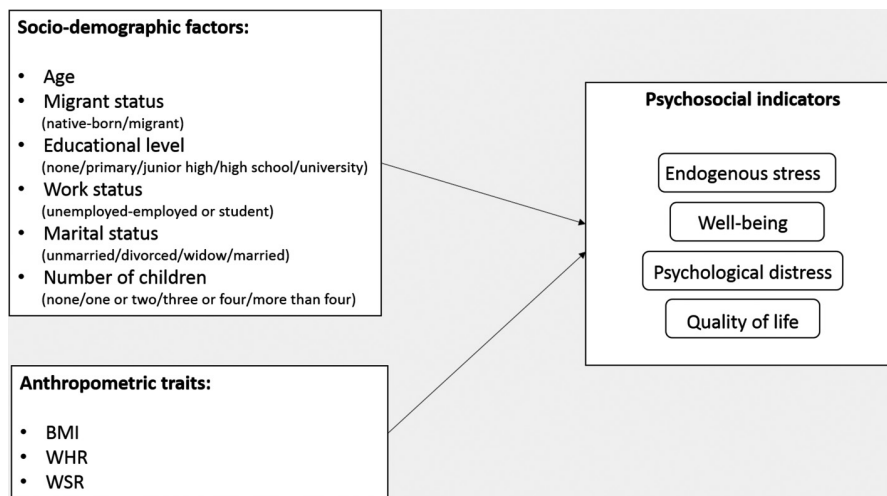 Socio-demographic factors:
• Age
• Migrant status
(native-born/migrant)
• Educational level
(none/primary/junior high/high school/university)
• Work status
(unemployed-employed or student)
• Marital status
(unmarried/divorced/widow/married)
• Number of children
(none/one or two/three or four/more than four)
Anthropometric traits:
• BMI
• WHR
• WSR
Psychosocial indicators
Endogenous stress
Well-being
Psychological distress
Quality of life